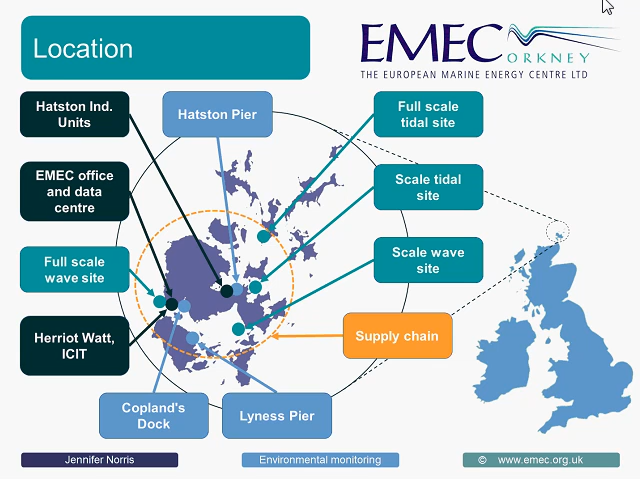 Location
EMEC
ORKNEY
THE EUROPEAN MARINE ENERGY CENTRE LTD
Hatston Ind.
Units
Hatston Pier
Full scale
tidal site
EMEC office
and data
centre
Scale tidal
site
Full scale
wave site
Scale wave
site
Herriot Watt,
ICIT
Supply chain
Copland's
Dock
Lyness Pier
Jennifer Norris
Environmental monitoring
© www.emec.org.uk